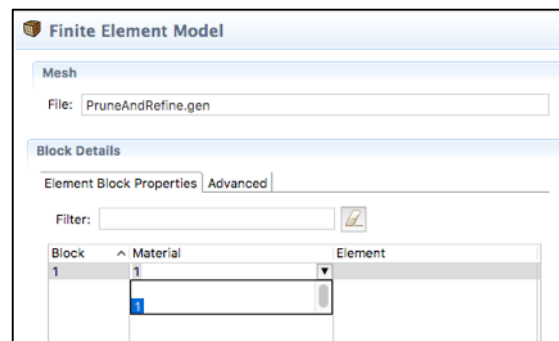 Finite Element Model
Mesh
File: PruneAndRefine.gen
Block Details
Element Block Properties Advanced
Filter:
Block Material Element
1 1
1